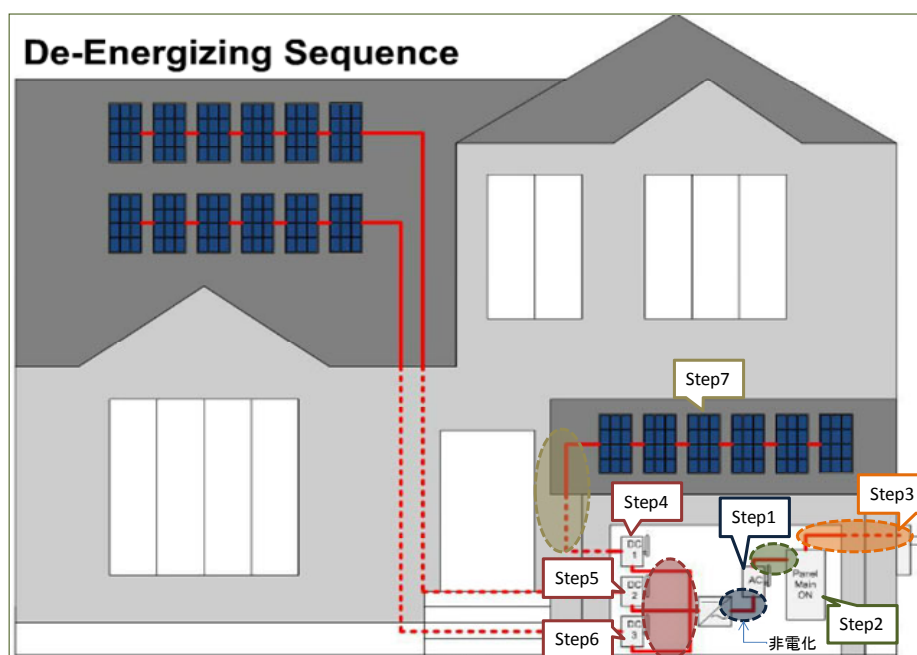 De-Energizing Sequence
Step7
Step3
Step4
Step1
DC
1
Step5
DC
2
AC
Panel
Main
ON
Step2
Step6
DC
3
非電化